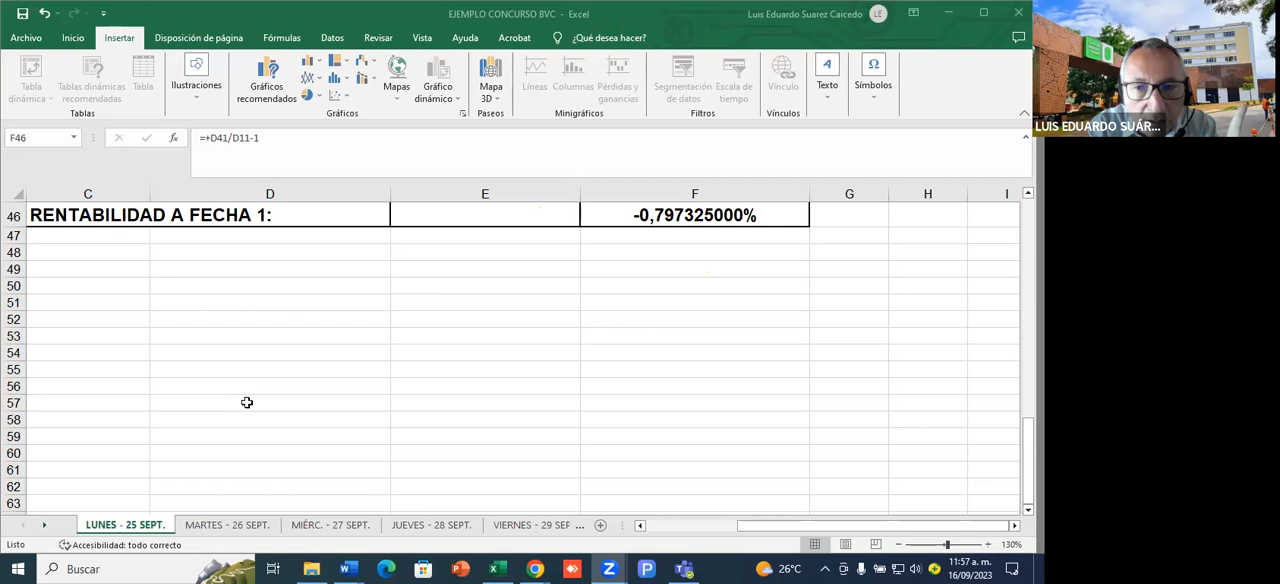 EJEMPLO CONCURSO BVC - Excel
Luis Eduardo Suarez Caicedo LE
Archivo Inicio Insertar Disposición de página Fórmulas Datos Revisar Vista Ayuda Acrobat ¿Qué desea hacer?
Tabla dinámica Tablas dinámicas recomendadas Tabla Ilustraciones Gráficos recomendados Mapas Gráfico dinámico Mapa 3D Líneas Columnas Pérdidas y ganancias Segmentación de datos Escala de tiempo Vínculo Texto Símbolos
Tablas Gráficos Paseos Minigráficos Filtros Vínculos
LUIS EDUARDO SUÁR...
F46 fx =+D41/D11-1
C D E F G H I
46 RENTABILIDAD A FECHA 1: -0,797325000%
47
48
49
50
51
52
53
54
55
56
57
58
59
60
61
62
63
LUNES - 25 SEPT. MARTES - 26 SEPT. MIÉRC. - 27 SEPT. JUEVES - 28 SEPT. VIERNES - 29 SEF ...
Listo Accesibilidad: todo correcto 130%
Buscar 26°C 11:57 a. m.
16/09/2023